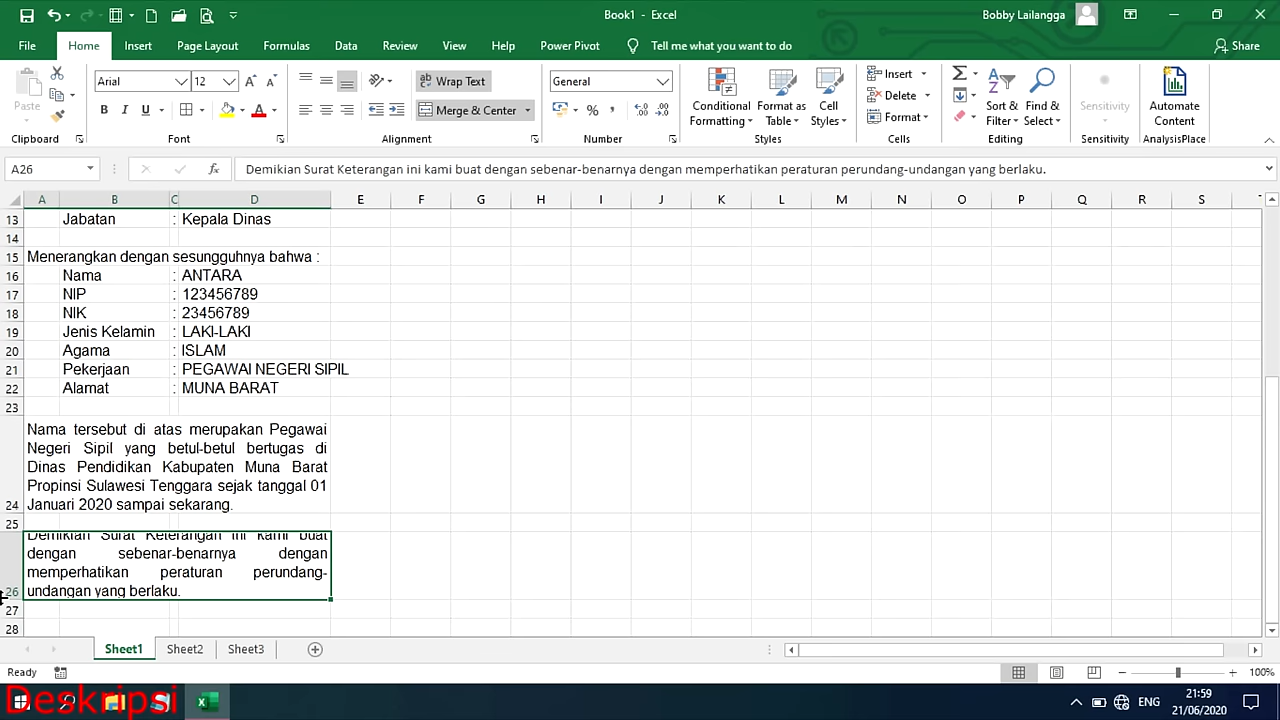 Book1 - Excel
Bobby Lailangga
File Home Insert Page Layout Formulas Data Review View Help Power Pivot Tell me what you want to do Share
Paste
Clipboard
Arial 12
B I U
Font
Wrap Text
Merge & Center
Alignment
General
% ,
Number
Conditional Formatting
Format as Table
Cell Styles
Styles
Insert
Delete
Format
Cells
Sort & Filter
Find & Select
Editing
Sensitivity
Sensitivity
Automate Content
AnalysisPlace
A26 fx Demikian Surat Keterangan ini kami buat dengan sebenar-benarnya dengan memperhatikan peraturan perundang-undangan yang berlaku.
A B C D E F G H I J K L M N O P Q R S
13 Jabatan : Kepala Dinas
14
15 Menerangkan dengan sesungguhnya bahwa :
16 Nama : ANTARA
17 NIP : 123456789
18 NIK : 23456789
19 Jenis Kelamin : LAKI-LAKI
20 Agama : ISLAM
21 Pekerjaan : PEGAWAI NEGERI SIPIL
22 Alamat : MUNA BARAT
23
Nama tersebut di atas merupakan Pegawai
Negeri Sipil yang betul-betul bertugas di
Dinas Pendidikan Kabupaten Muna Barat
Propinsi Sulawesi Tenggara sejak tanggal 01
24 Januari 2020 sampai sekarang.
25
Demikian Surat Keterangan ini kami buat
dengan sebenar-benarnya dengan
memperhatikan peraturan perundang-
26 undangan yang berlaku.
27
28
Sheet1 Sheet2 Sheet3
Ready 100%
Deskripsi
ENG 21:59
21/06/2020